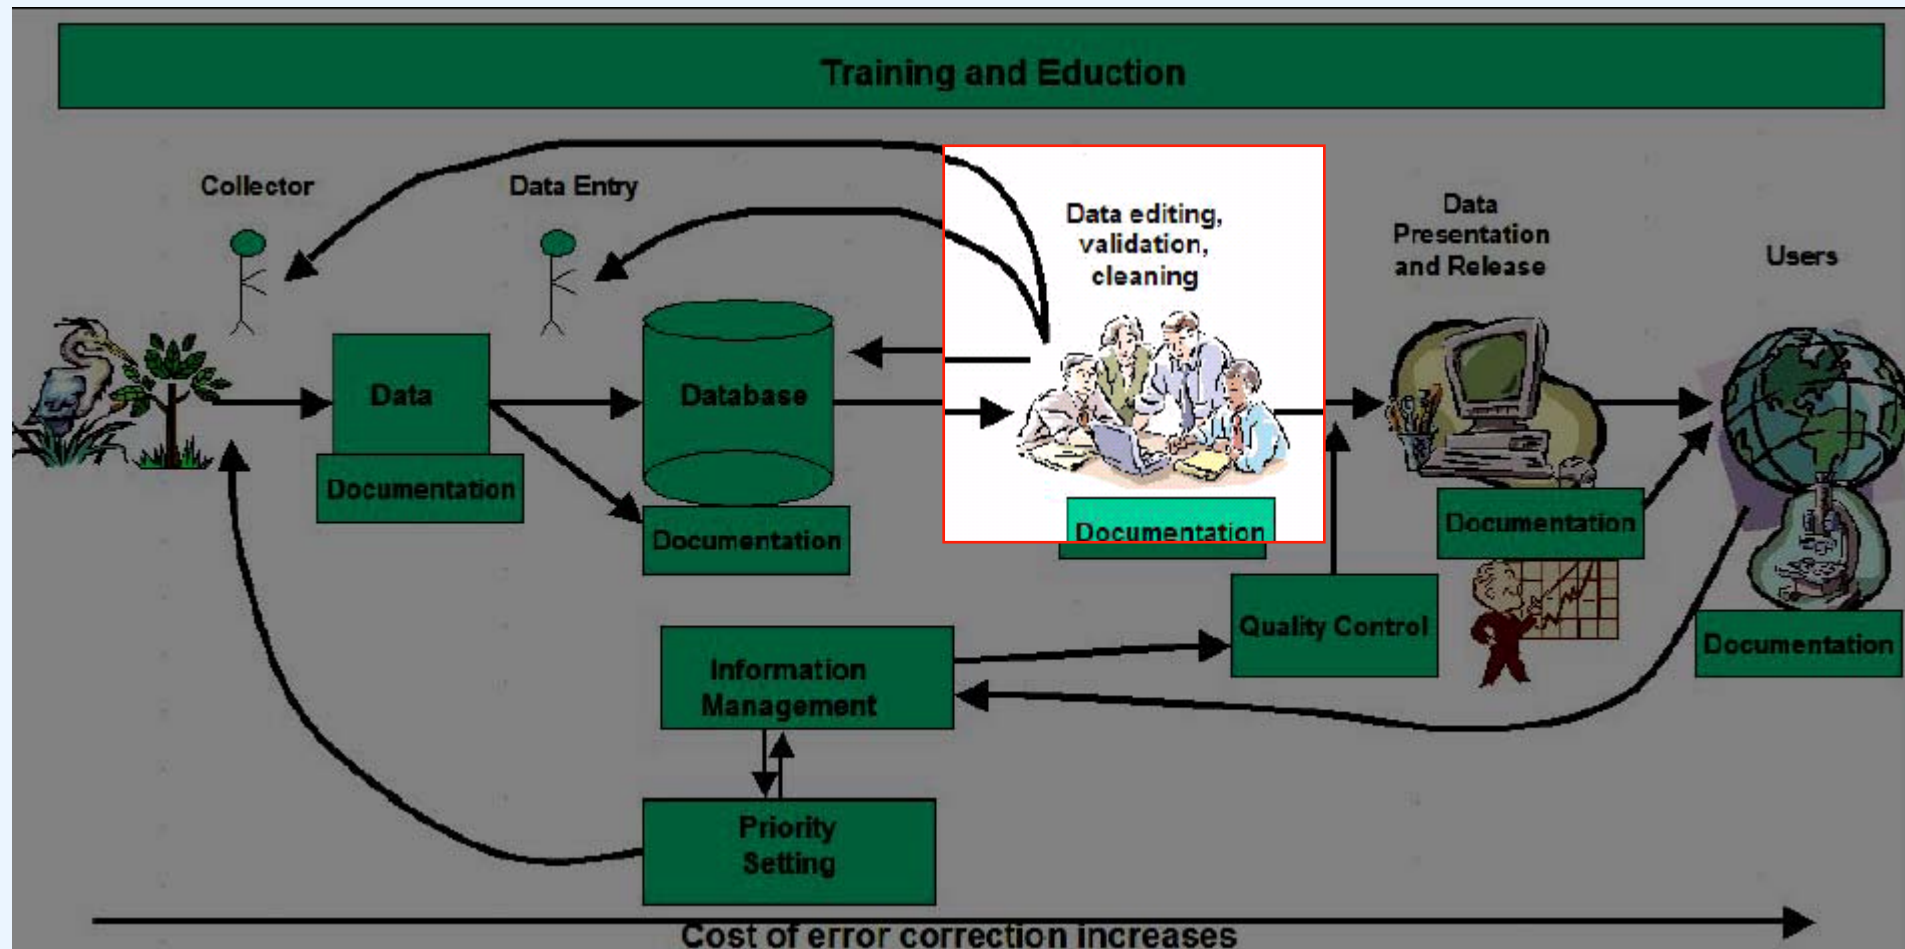 Training and Eduction
Collector
Data Entry
Data editing,
validation,
cleaning
Data
Presentation
and Release
Users
Data
Database
Documentation
Documentation
Documentation
Documentation
Documentation
Quality Control
Information
Management
Priority
Setting
Cost of error correction increases